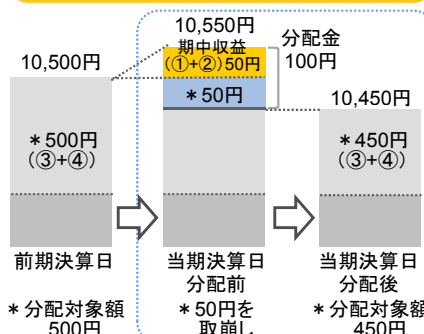 10,550円
期中収益
(①+②)50円
分配金
100円
10,500円
＊50円
10,450円
＊500円
(③+④)
＊450円
(③+④)
前期決算日
当期決算日
分配前
当期決算日
分配後
＊分配対象額
500円
＊50円を
取崩し
＊分配対象額
450円